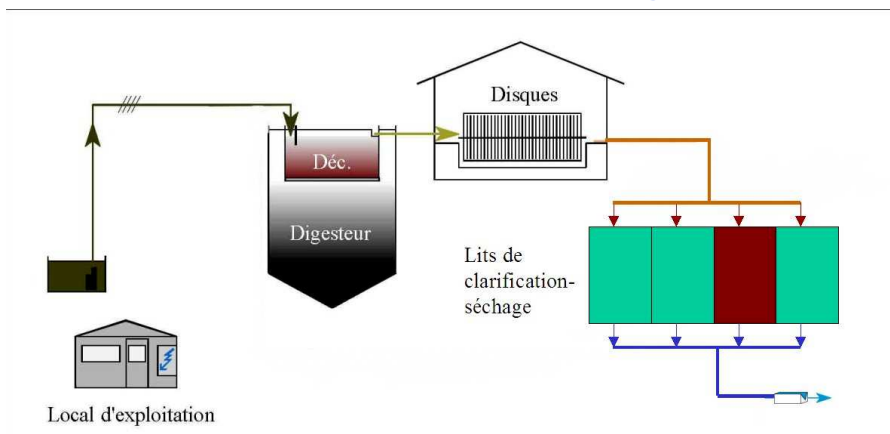 Disques
Déc.
Digesteur
Lits de
clarification-
séchage
Local d'exploitation